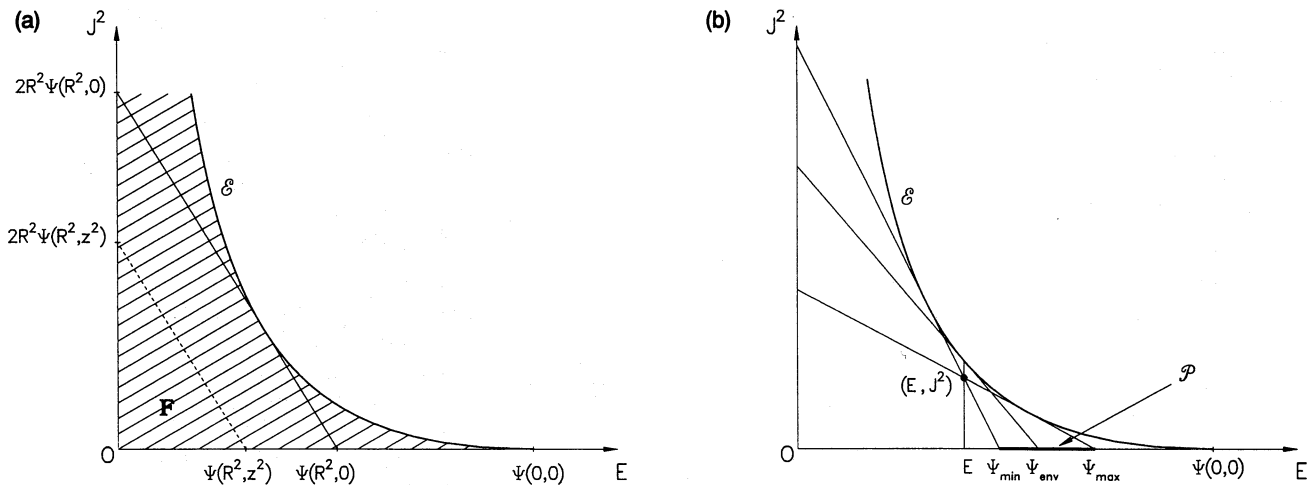 (a)
J²
2R²Ψ(R²,0)
ℰ
2R²Ψ(R²,z²)
F
O
Ψ(R²,z²)
Ψ(R²,0)
Ψ(0,0)
E
(b)
J²
ℰ
(E,J²)
𝒫
O
E
Ψmin
Ψenv
Ψmax
Ψ(0,0)
E